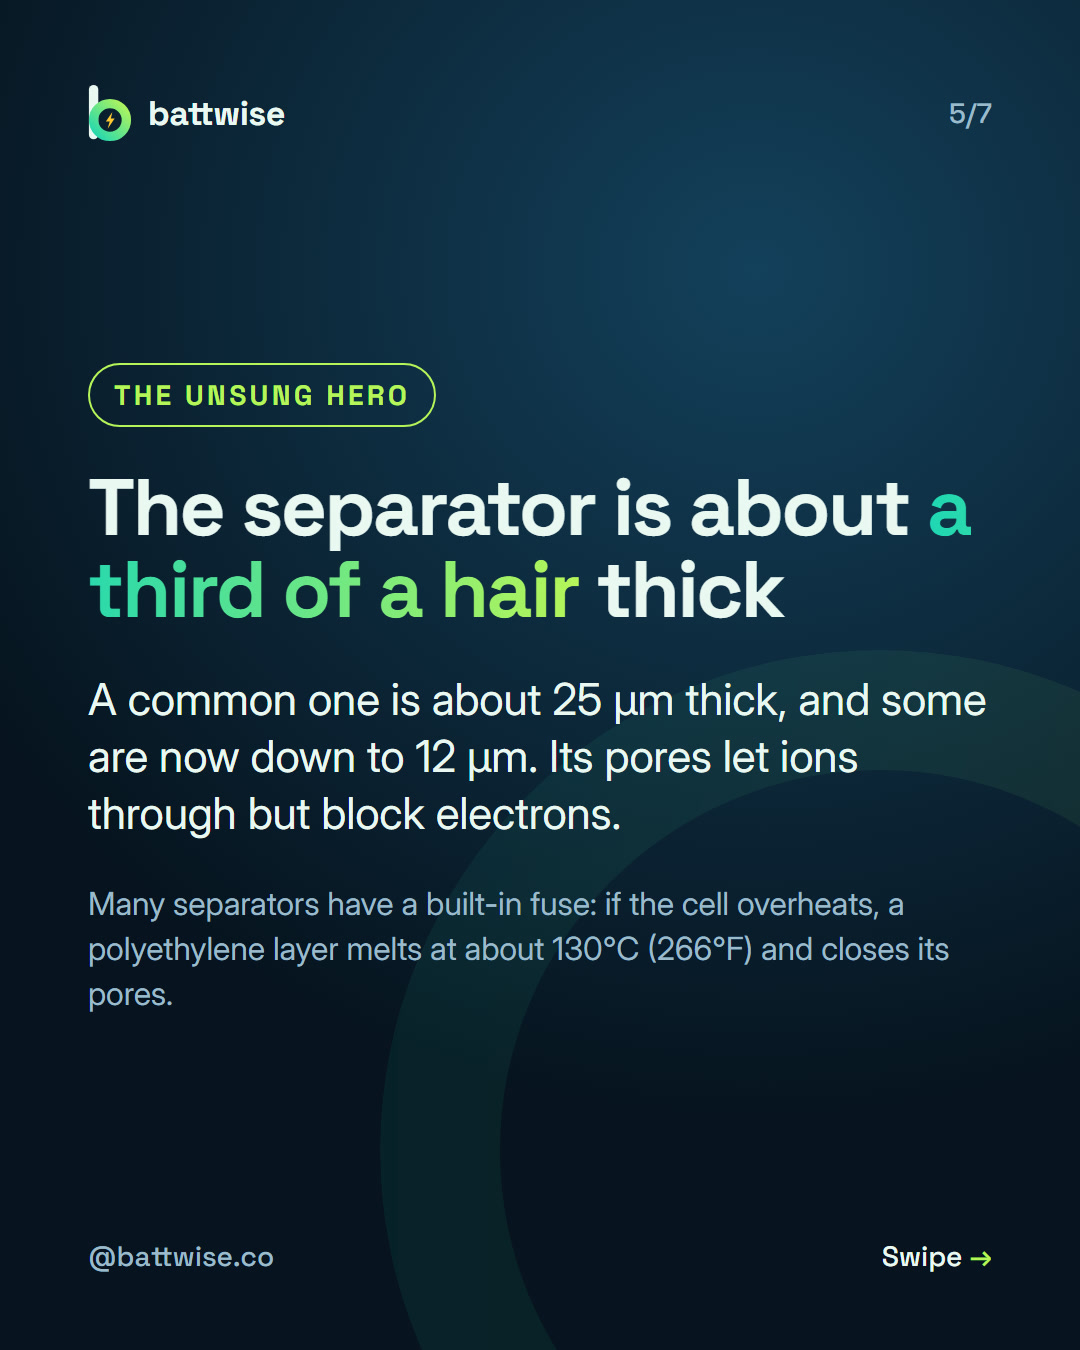 battwise
5/7
THE UNSUNG HERO
The separator is about a
third of a hair thick
A common one is about 25 µm thick, and some
are now down to 12 µm. Its pores let ions
through but block electrons.
Many separators have a built-in fuse: if the cell overheats, a
polyethylene layer melts at about 130°C (266°F) and closes its
pores.
@battwise.co
Swipe →